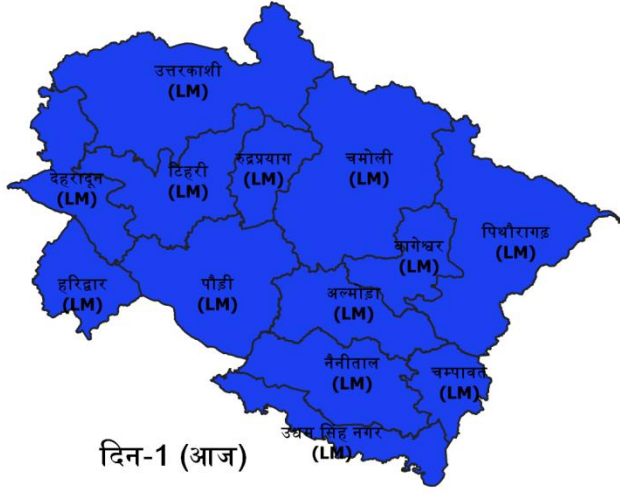 उत्तरकाशी
(LM)
देहरादून
(LM)
टिहरी
(LM)
रुद्रप्रयाग
(LM)
चमोली
(LM)
बागेश्वर
(LM)
पिथौरागढ़
(LM)
हरिद्वार
(LM)
पौड़ी
(LM)
अल्मोड़ा
(LM)
नैनीताल
(LM)
चम्पावत
(LM)
उधम सिंह नगर
(LM)
दिन-1 (आज)